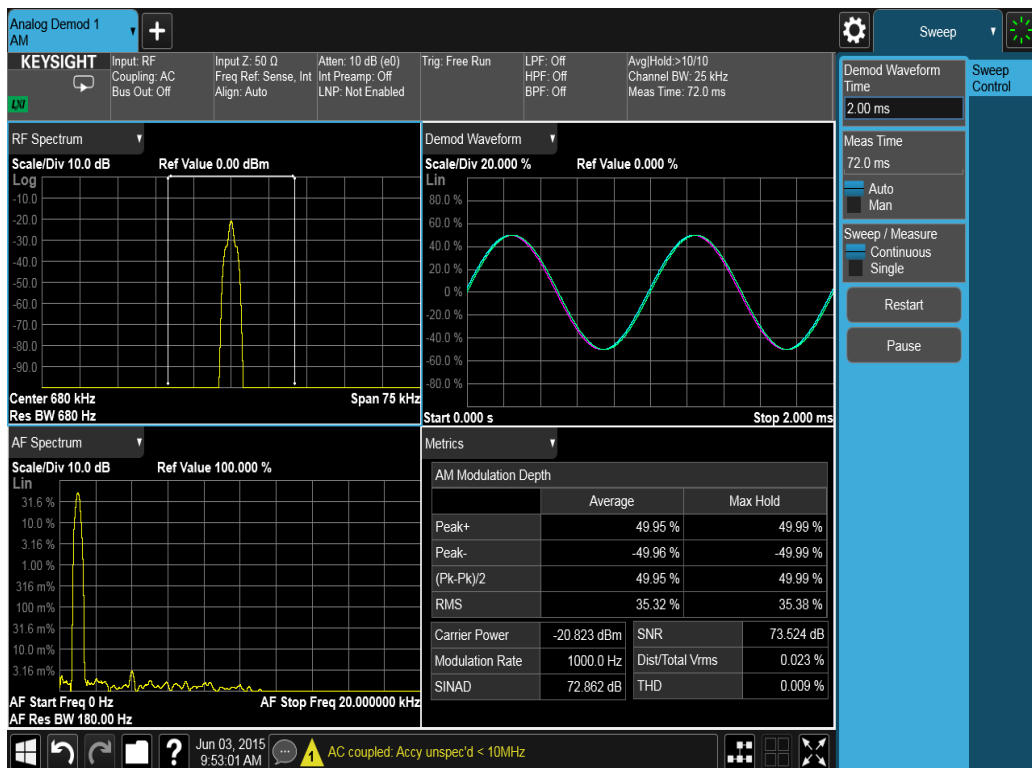 Analog Demod 1
AM
+
Sweep
KEYSIGHT
LXI
Input: RF
Coupling: AC
Bus Out: Off
Input Z: 50 Ω
Freq Ref: Sense, Int
Align: Auto
Atten: 10 dB (e0)
Int Preamp: Off
LNP: Not Enabled
Trig: Free Run
LPF: Off
HPF: Off
BPF: Off
Avg|Hold:>10/10
Channel BW: 25 kHz
Meas Time: 72.0 ms
Demod Waveform
Time
2.00 ms
Sweep
Control
Meas Time
72.0 ms
Auto
Man
Sweep / Measure
Continuous
Single
Restart
Pause
RF Spectrum
Scale/Div 10.0 dB
Ref Value 0.00 dBm
Log
-10.0
-20.0
-30.0
-40.0
-50.0
-60.0
-70.0
-80.0
-90.0
Center 680 kHz
Span 75 kHz
Res BW 680 Hz
Demod Waveform
Scale/Div 20.000 %
Ref Value 0.000 %
Lin
80.0 %
60.0 %
40.0 %
20.0 %
0 %
-20.0 %
-40.0 %
-60.0 %
-80.0 %
Start 0.000 s
Stop 2.000 ms
AF Spectrum
Scale/Div 10.0 dB
Ref Value 100.000 %
Lin
31.6 %
10.0 %
3.16 %
1.00 %
316 m%
100 m%
31.6 m%
10.0 m%
3.16 m%
AF Start Freq 0 Hz
AF Stop Freq 20.000000 kHz
AF Res BW 180.00 Hz
Metrics
AM Modulation Depth
Average Max Hold
Peak+ 49.95 % 49.99 %
Peak- -49.96 % -49.99 %
(Pk-Pk)/2 49.95 % 49.99 %
RMS 35.32 % 35.38 %
Carrier Power -20.823 dBm SNR 73.524 dB
Modulation Rate 1000.0 Hz Dist/Total Vrms 0.023 %
SINAD 72.862 dB THD 0.009 %
?
Jun 03, 2015
9:53:01 AM
1
AC coupled: Accy unspec'd < 10MHz